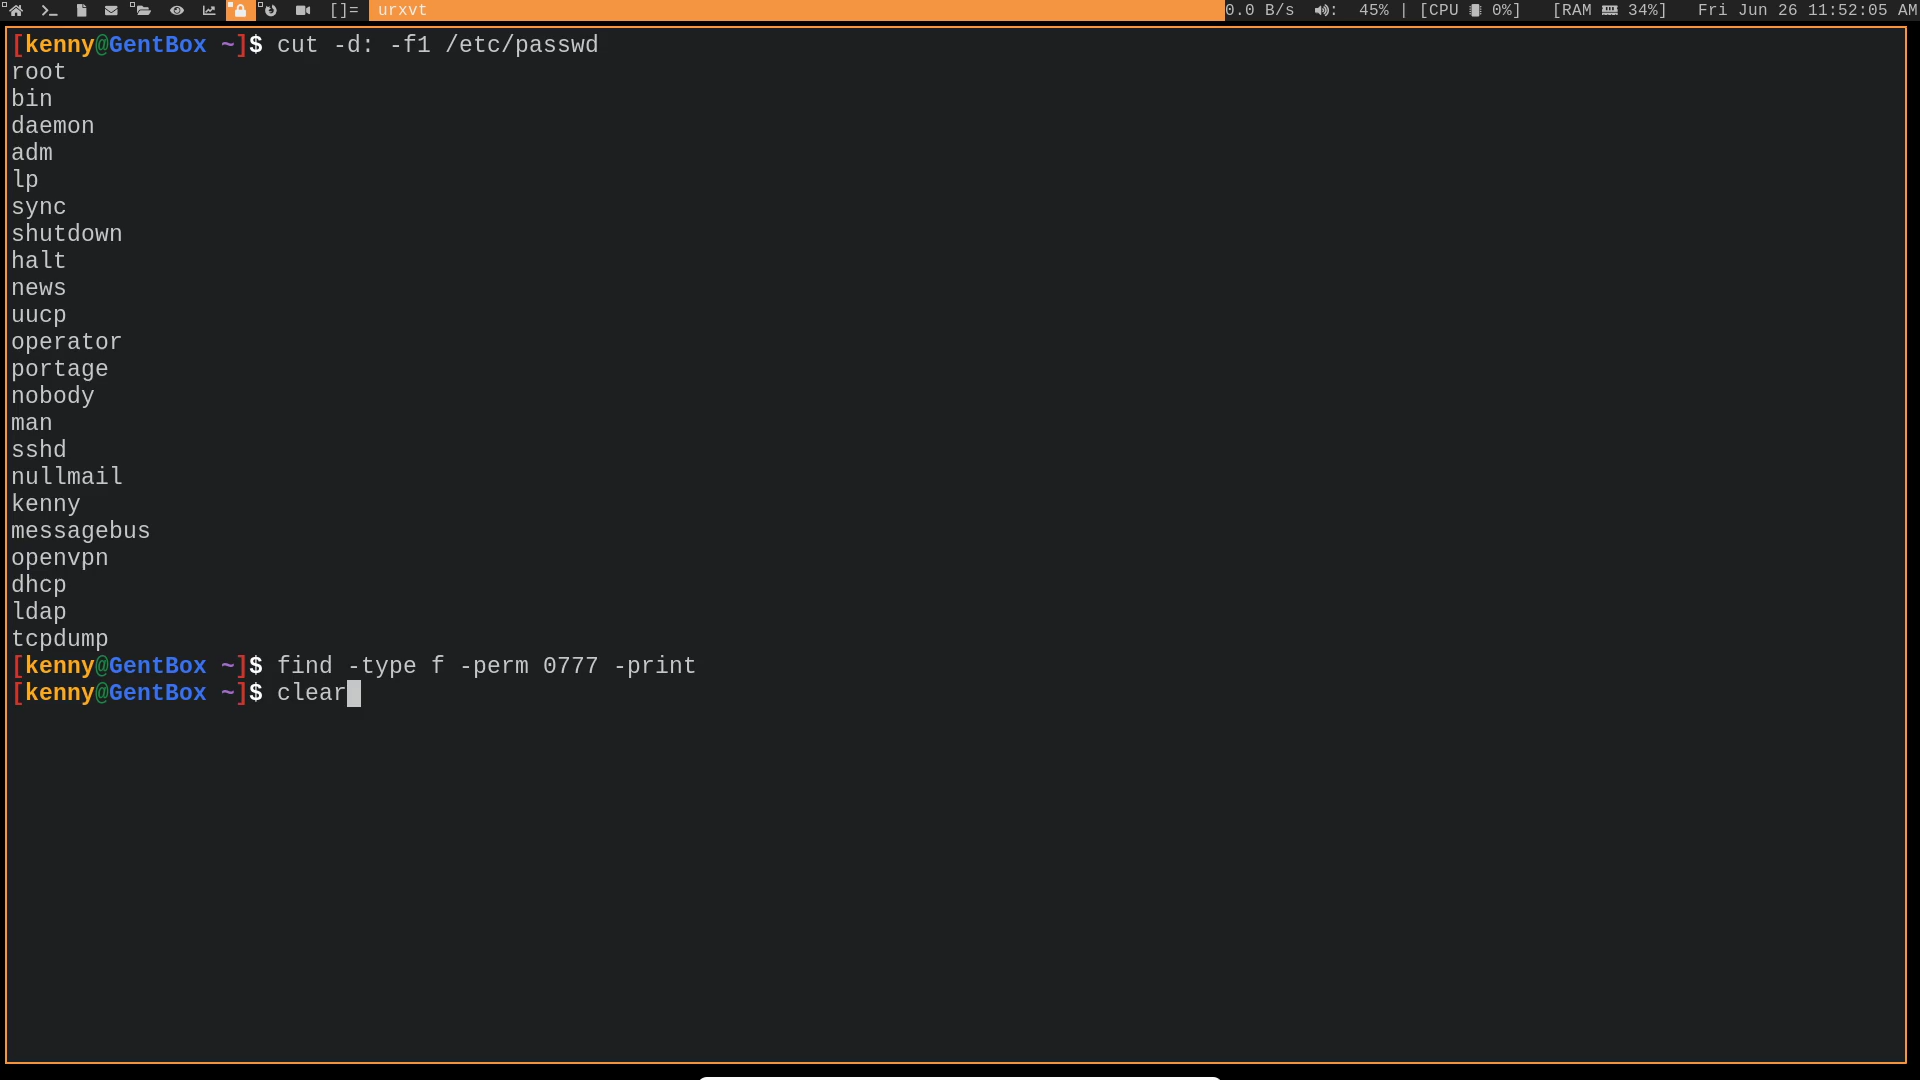 []= urxvt 0.0 B/s : 45% | [CPU 0%] [RAM 34%] Fri Jun 26 11:52:05 AM
[kenny@GentBox ~]$ cut -d: -f1 /etc/passwd
root
bin
daemon
adm
lp
sync
shutdown
halt
news
uucp
operator
portage
nobody
man
sshd
nullmail
kenny
messagebus
openvpn
dhcp
ldap
tcpdump
[kenny@GentBox ~]$ find -type f -perm 0777 -print
[kenny@GentBox ~]$ clear